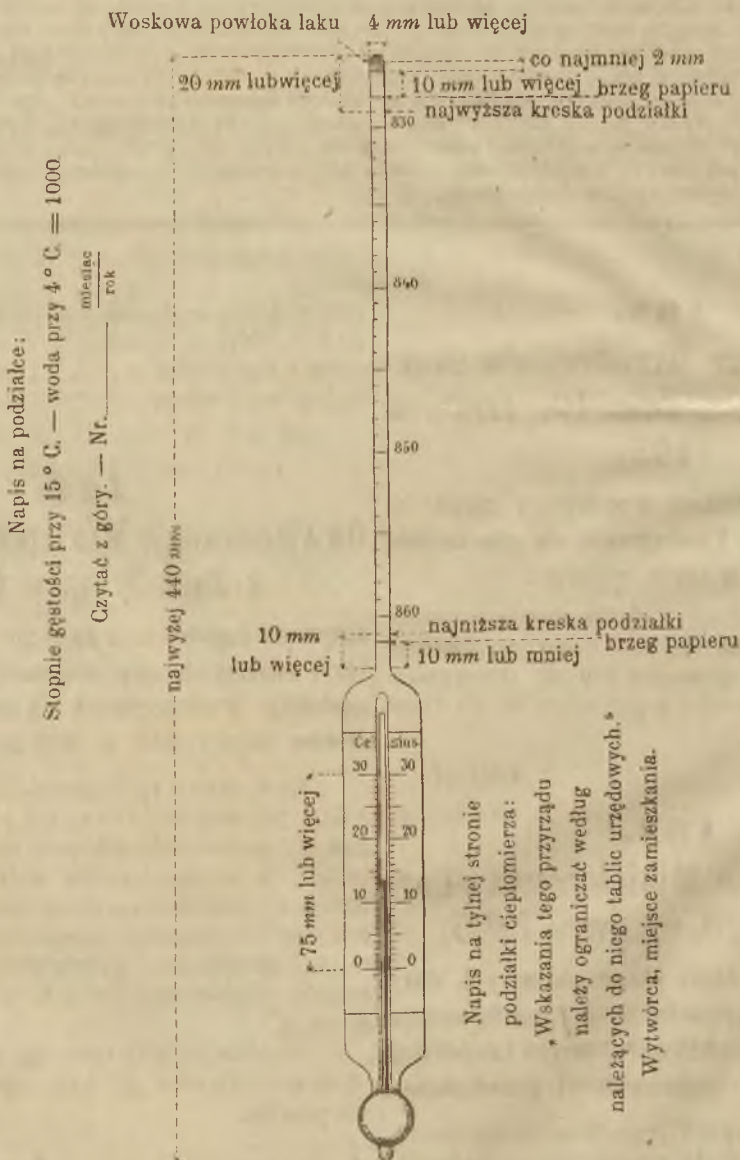 Woskowa powłoka laku 4 mm lub więcej
co najmniej 2 mm
20 mm lub więcej
10 mm lub więcej
brzeg papieru
najwyższa kreska podziałki
830
840
850
860
Napis na podziałce:
Stopnie gęstości przy 15° C. — woda przy 4° C. = 1000.
Czytać z góry. — Nr. miesiąc
rok
najwyżej 440 mm
najniższa kreska podziałki
10 mm
lub więcej
brzeg papieru
10 mm lub mniej
Cel sius
30 30
20 20
10 10
0 0
75 mm lub więcej
Napis na tylnej stronie
podziałki ciepłomierza:
„Wskazania tego przyrządu
należy ograniczać według
należących do niego tablic urzędowych.“
Wytwórca, miejsce zamieszkania.